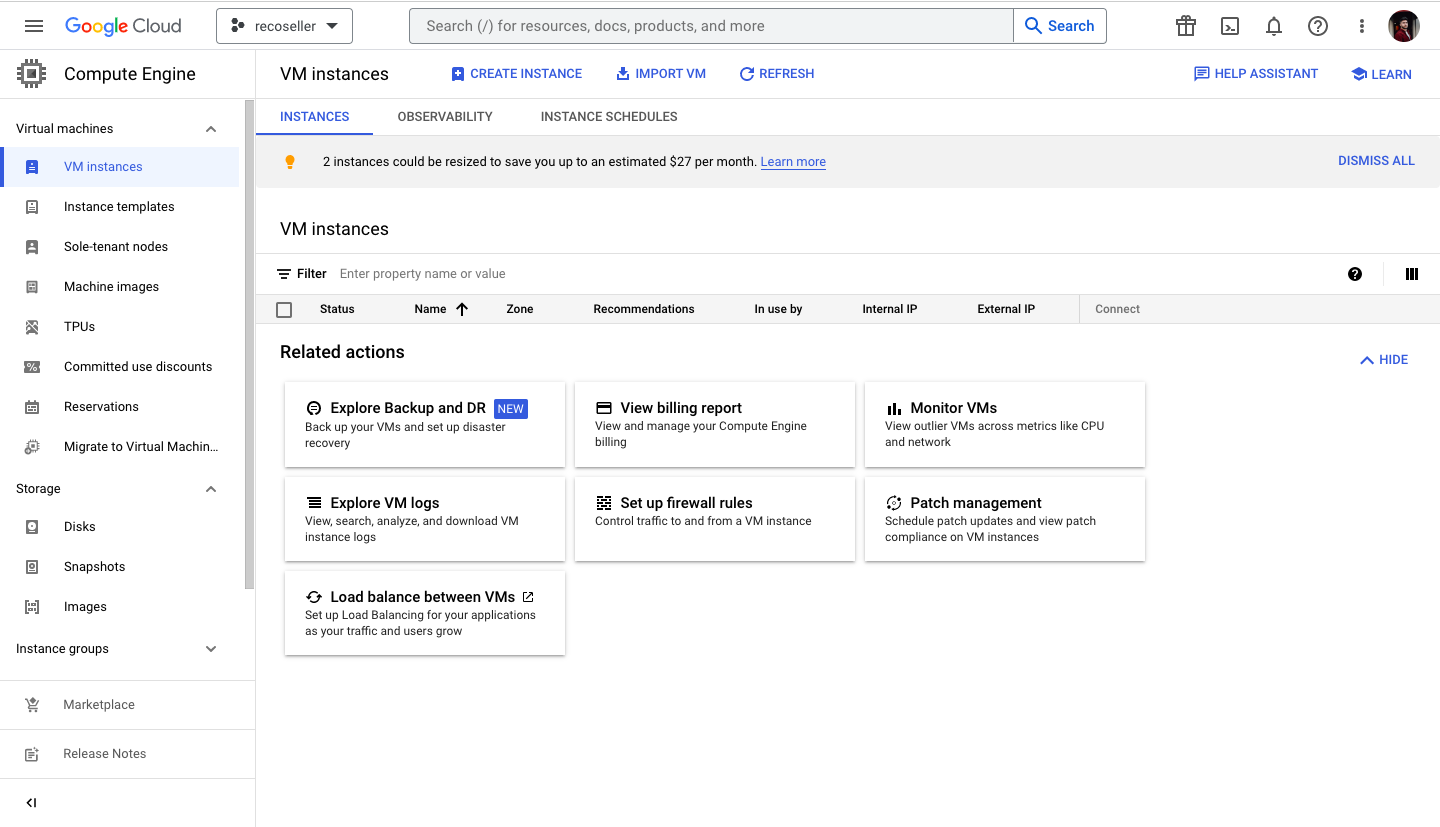 Google Cloud
recoseller
Search (/) for resources, docs, products, and more
Search
Compute Engine
VM instances
CREATE INSTANCE
IMPORT VM
REFRESH
HELP ASSISTANT
LEARN
Virtual machines
VM instances
Instance templates
Sole-tenant nodes
Machine images
TPUs
Committed use discounts
Reservations
Migrate to Virtual Machin...
Storage
Disks
Snapshots
Images
Instance groups
Marketplace
Release Notes
INSTANCES
OBSERVABILITY
INSTANCE SCHEDULES
2 instances could be resized to save you up to an estimated $27 per month. Learn more
DISMISS ALL
VM instances
Filter
Enter property name or value
Status
Name
Zone
Recommendations
In use by
Internal IP
External IP
Connect
Related actions
HIDE
Explore Backup and DR NEW
Back up your VMs and set up disaster
recovery
View billing report
View and manage your Compute Engine
billing
Monitor VMs
View outlier VMs across metrics like CPU
and network
Explore VM logs
View, search, analyze, and download VM
instance logs
Set up firewall rules
Control traffic to and from a VM instance
Patch management
Schedule patch updates and view patch
compliance on VM instances
Load balance between VMs
Set up Load Balancing for your applications
as your traffic and users grow